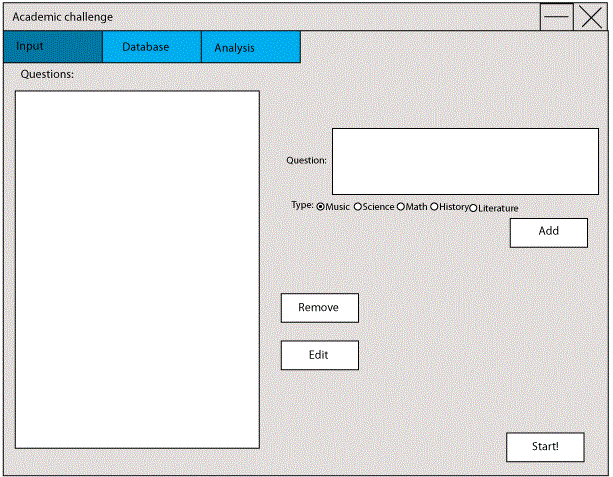 Academic challenge
Input Database Analysis
Questions:
Question:
Type: Music Science Math History Literature
Add
Remove
Edit
Start!